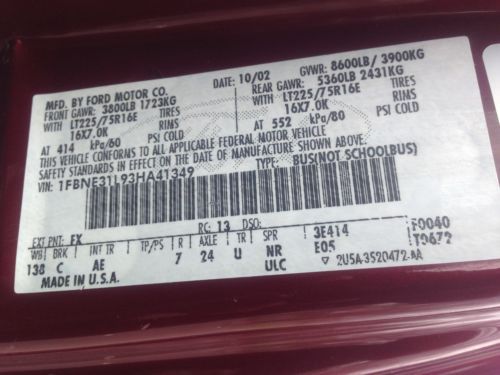 MFD. BY FORD MOTOR CO.
DATE: 10/02 GVWR: 8600LB/ 3900KG
FRONT GAWR: 3800LB 1723KG REAR GAWR: 5360LB 2431KG
WITH LT225/75R16E TIRES WITH LT225/75R16E TIRES
16X7.0K RIMS 16X7.0K RIMS
AT 414 kPa/60 PSI COLD AT 552 kPa/80 PSI COLD
THIS VEHICLE CONFORMS TO ALL APPLICABLE FEDERAL MOTOR VEHICLE
SAFETY STANDARDS IN EFFECT ON THE DATE OF MANUFACTURE SHOWN ABOVE.
VIN: 1FBNE31L93HA41349 TYPE: BUS(NOT SCHOOLBUS)
EXT PNT: FX RC: 13 DSO: F0040
WB BRK INT TR TP/PS R AXLE TR SPR 3E414 T0672
138 C AE 7 24 U NR E05
ULC
MADE IN U.S.A. ▽ 2U5A-3520472-AA